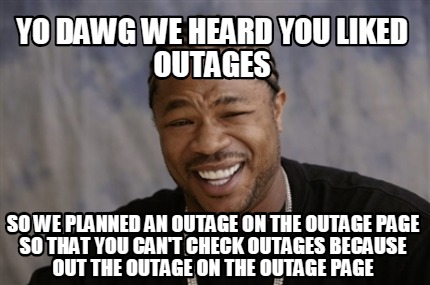 YO DAWG WE HEARD YOU LIKED
OUTAGES
SO WE PLANNED AN OUTAGE ON THE OUTAGE PAGE
SO THAT YOU CAN'T CHECK OUTAGES BECAUSE
OUT THE OUTAGE ON THE OUTAGE PAGE